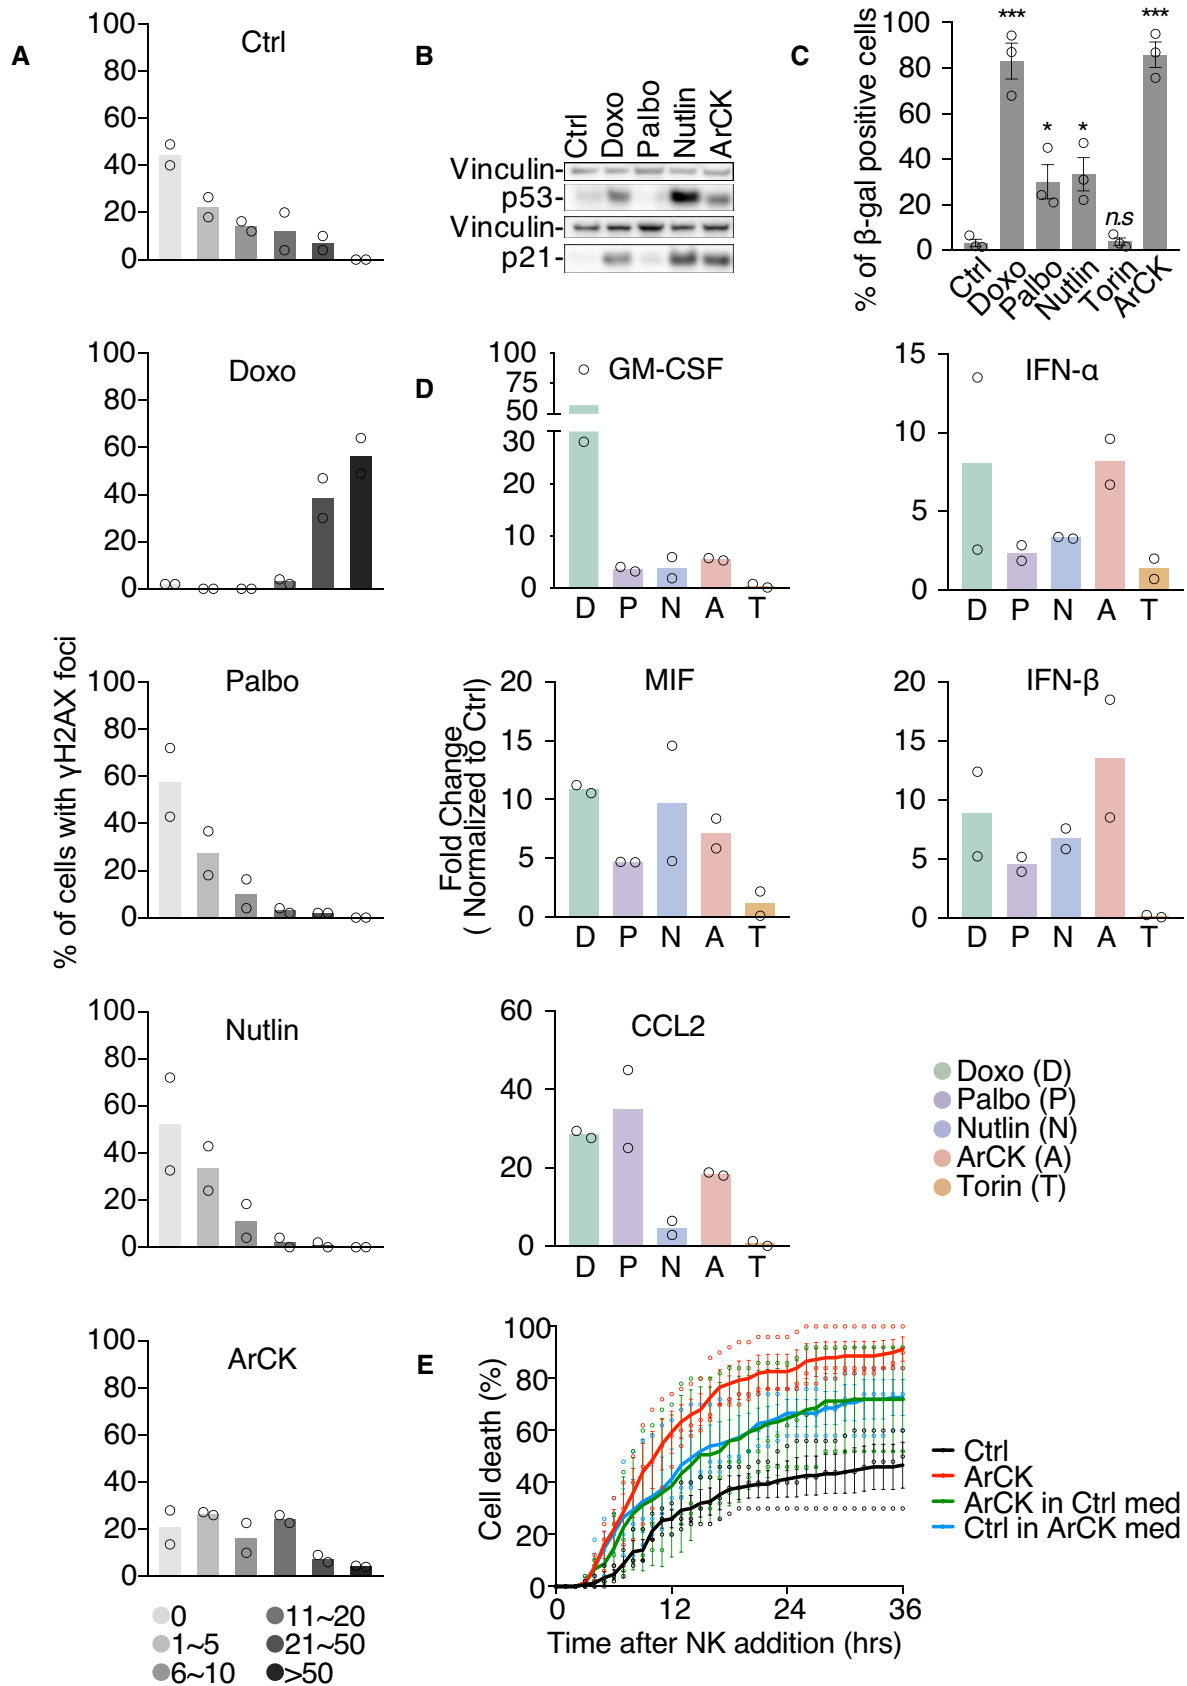 A
Ctrl
100
80
60
40
20
0
B
Ctrl
Doxo
Palbo
Nutlin
ArCK
Vinculin-
p53-
Vinculin-
p21-
C
% of β-gal positive cells
100
80
60
40
20
0
***
*
*
n.s
***
Ctrl
Doxo
Palbo
Nutlin
Torin
ArCK
Doxo
100
80
60
40
20
0
D
GM-CSF
100
75
50
30
20
10
0
D P N A T
IFN-α
15
10
5
0
D P N A T
% of cells with γH2AX foci
Palbo
100
80
60
40
20
0
Fold Change
( Normalized to Ctrl)
MIF
20
15
10
5
0
D P N A T
IFN-β
20
15
10
5
0
D P N A T
Nutlin
100
80
60
40
20
0
CCL2
60
40
20
0
D P N A T
Doxo (D)
Palbo (P)
Nutlin (N)
ArCK (A)
Torin (T)
ArCK
100
80
60
40
20
0
0
1~5
6~10
11~20
21~50
>50
E
Cell death (%)
100
80
60
40
20
0
0 12 24 36
Time after NK addition (hrs)
Ctrl
ArCK
ArCK in Ctrl med
Ctrl in ArCK med